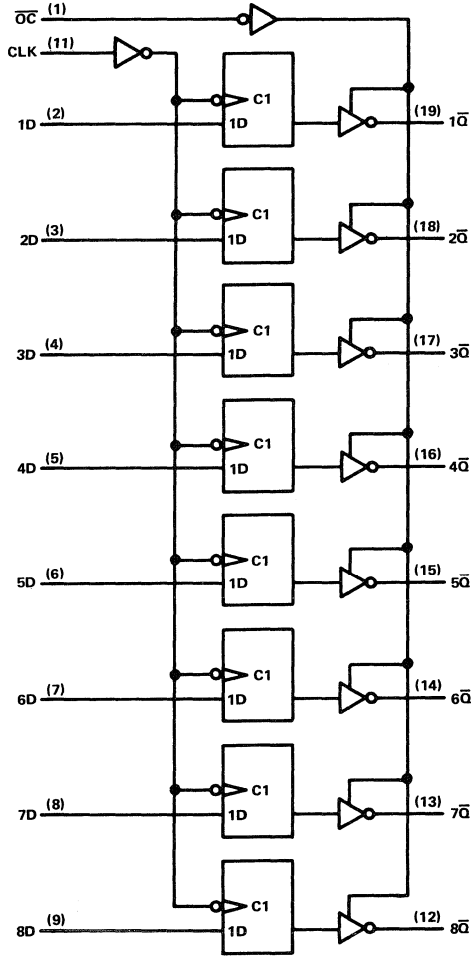 O̅C̅ (1)
CLK (11)
C1
1D (2) 1D (19) 1Q̅
C1
2D (3) 1D (18) 2Q̅
C1
3D (4) 1D (17) 3Q̅
C1
4D (5) 1D (16) 4Q̅
C1
5D (6) 1D (15) 5Q̅
C1
6D (7) 1D (14) 6Q̅
C1
7D (8) 1D (13) 7Q̅
C1
8D (9) 1D (12) 8Q̅